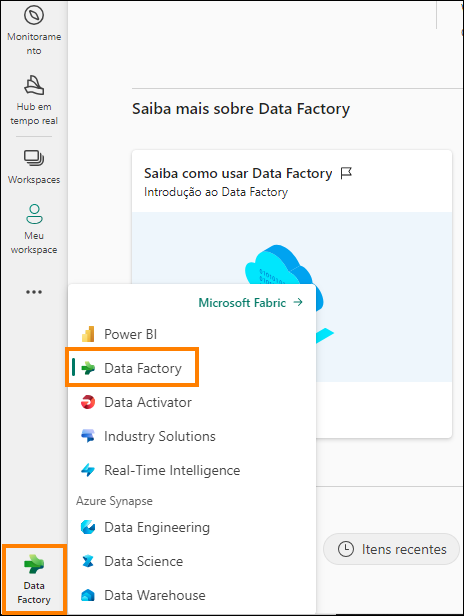 Monitorame
nto
Hub em
tempo real
Workspaces
Meu
workspace
Saiba mais sobre Data Factory
Saiba como usar Data Factory
Introdução ao Data Factory
Microsoft Fabric
Power BI
Data Factory
Data Activator
Industry Solutions
Real-Time Intelligence
Azure Synapse
Data Engineering
Data Science
Data Warehouse
Data
Factory
Itens recentes